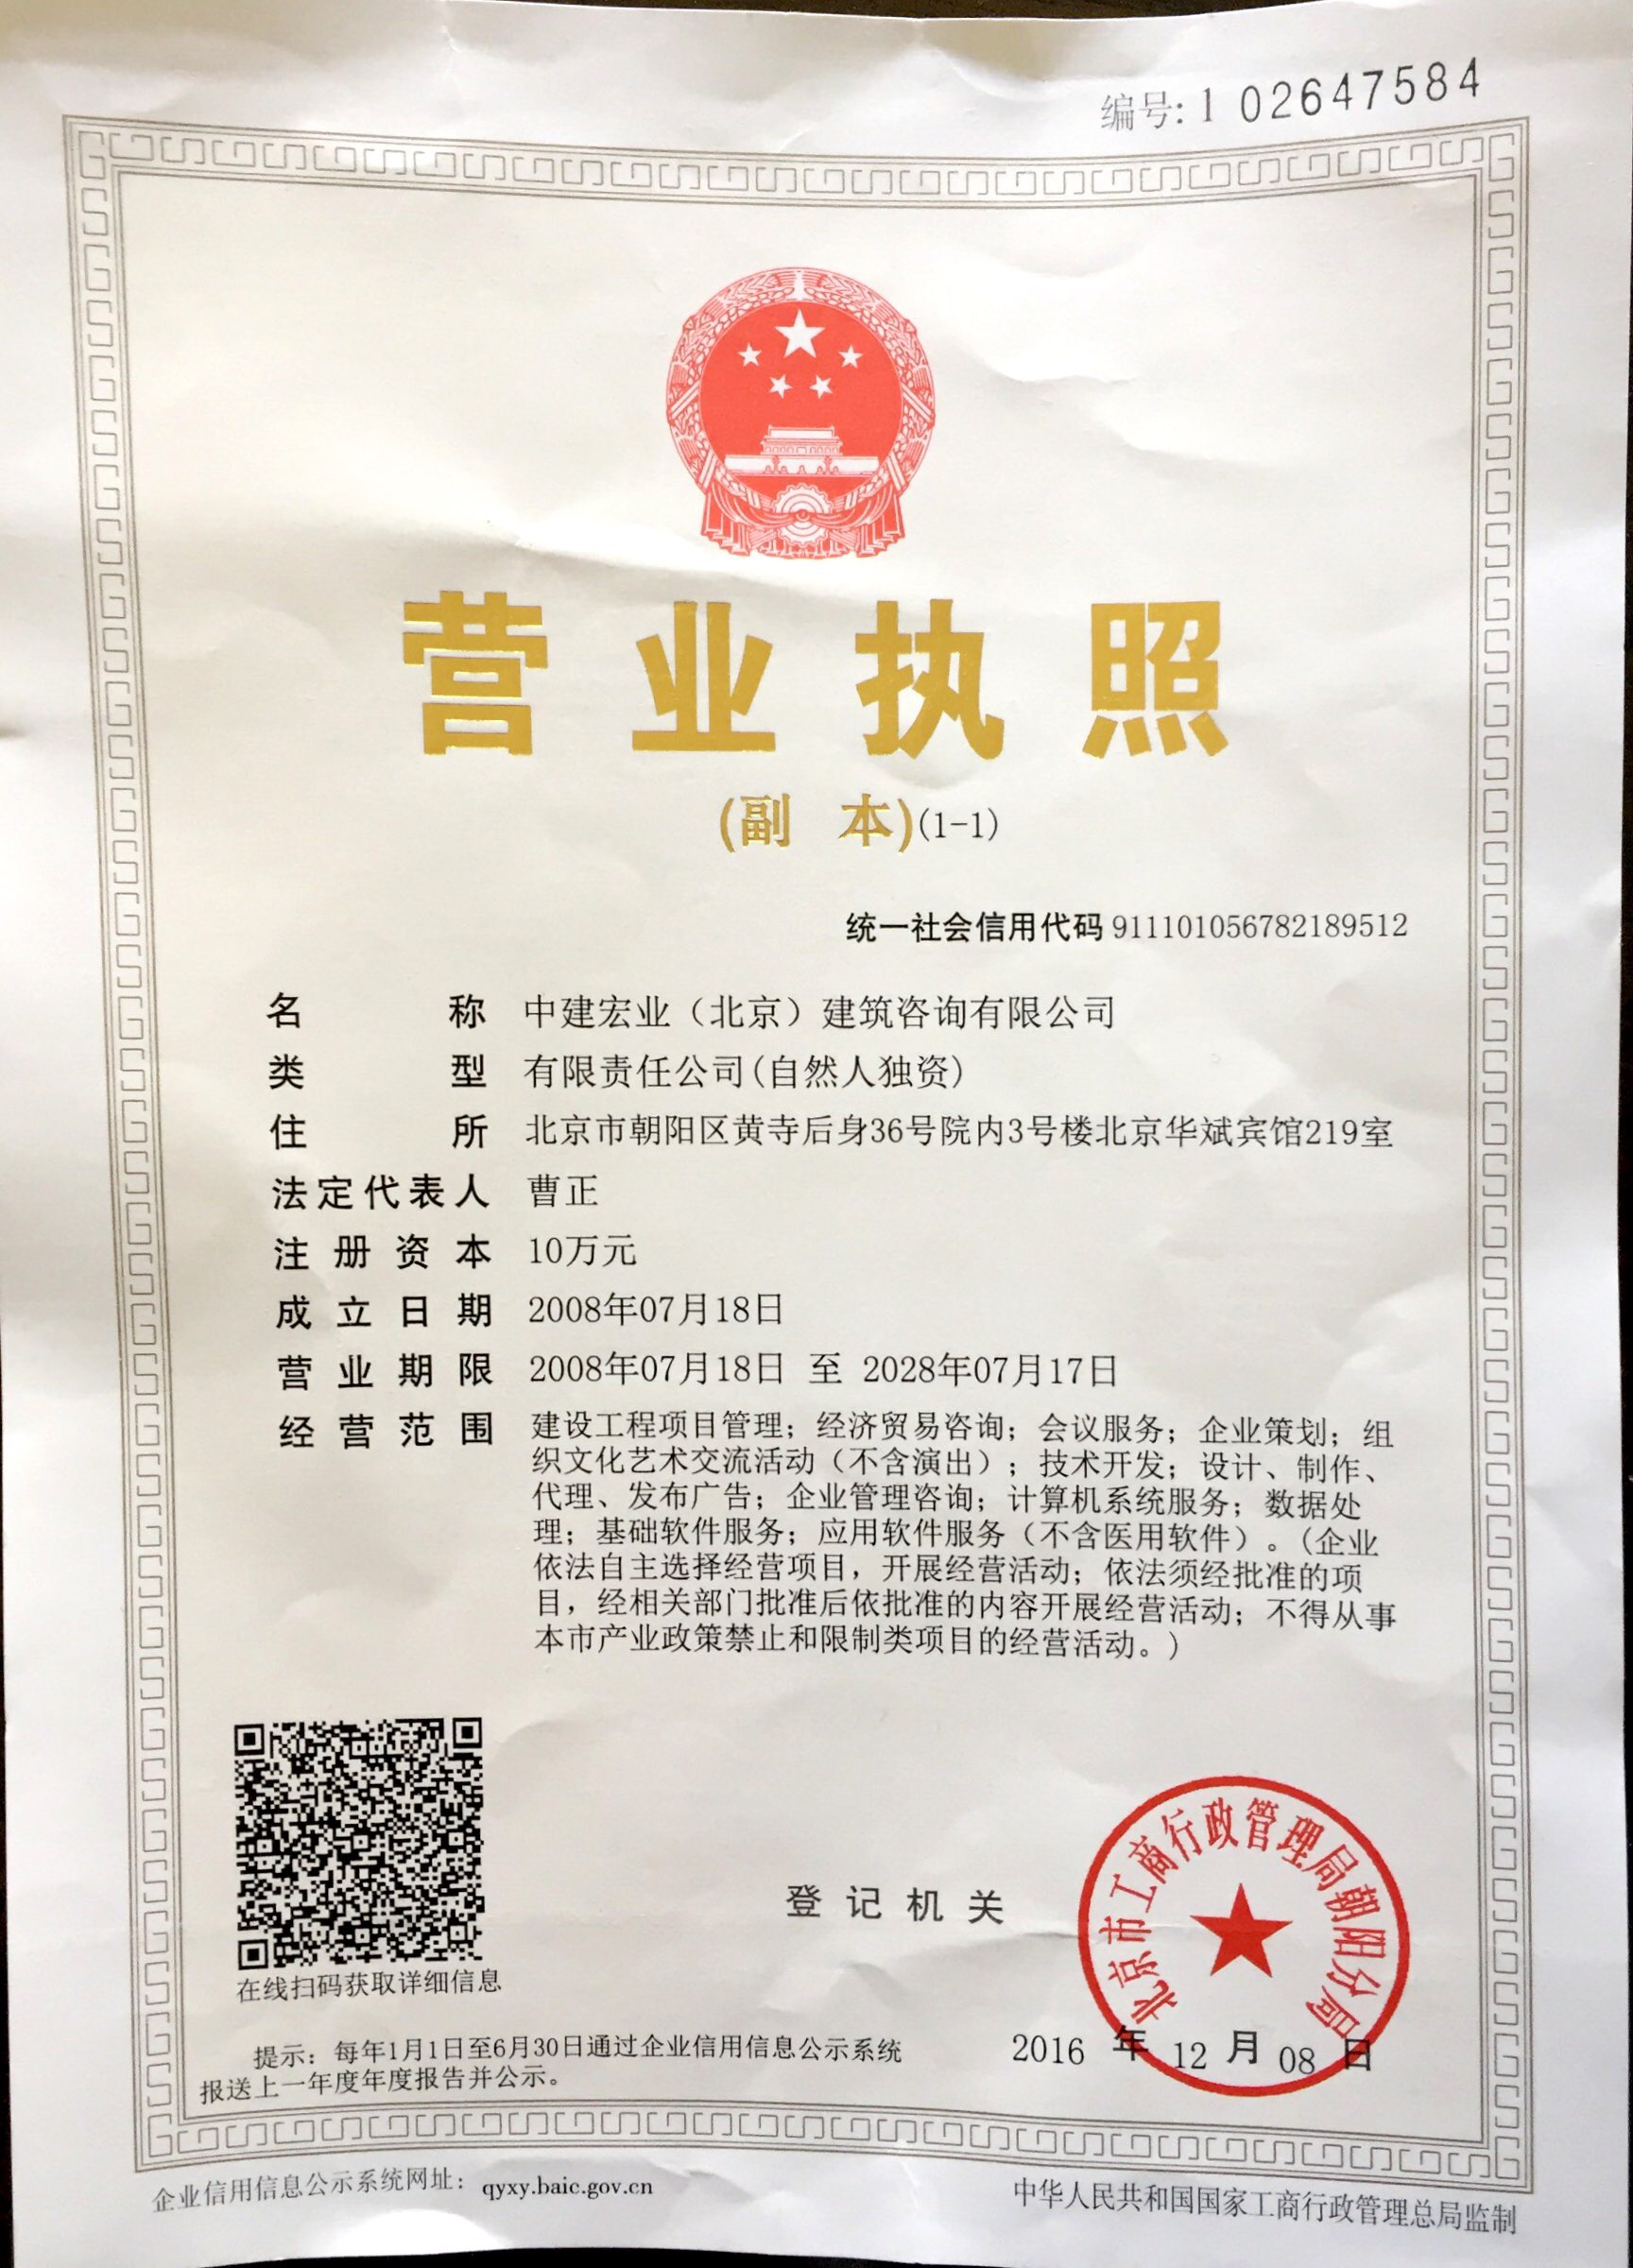 编号:1 02647584
营业执照
(副 本)(1-1)
统一社会信用代码 911101056782189512
名 称 中建宏业（北京）建筑咨询有限公司
类 型 有限责任公司(自然人独资)
住 所 北京市朝阳区黄寺后身36号院内3号楼北京华斌宾馆219室
法定代表人 曹正
注册资本 10万元
成立日期 2008年07月18日
营业期限 2008年07月18日 至 2028年07月17日
经营范围 建设工程项目管理；经济贸易咨询；会议服务；企业策划；组
织文化艺术交流活动（不含演出）；技术开发；设计、制作、
代理、发布广告；企业管理咨询；计算机系统服务；数据处
理；基础软件服务；应用软件服务（不含医用软件）。(企业
依法自主选择经营项目，开展经营活动；依法须经批准的项
目，经相关部门批准后依批准的内容开展经营活动；不得从事
本市产业政策禁止和限制类项目的经营活动。)
在线扫码获取详细信息
登记机关
北京市工商行政管理局朝阳分局
2016 年 12 月 08 日
提示：每年1月1日至6月30日通过企业信用信息公示系统
报送上一年度年度报告并公示。
企业信用信息公示系统网址：qyxy.baic.gov.cn
中华人民共和国国家工商行政管理总局监制